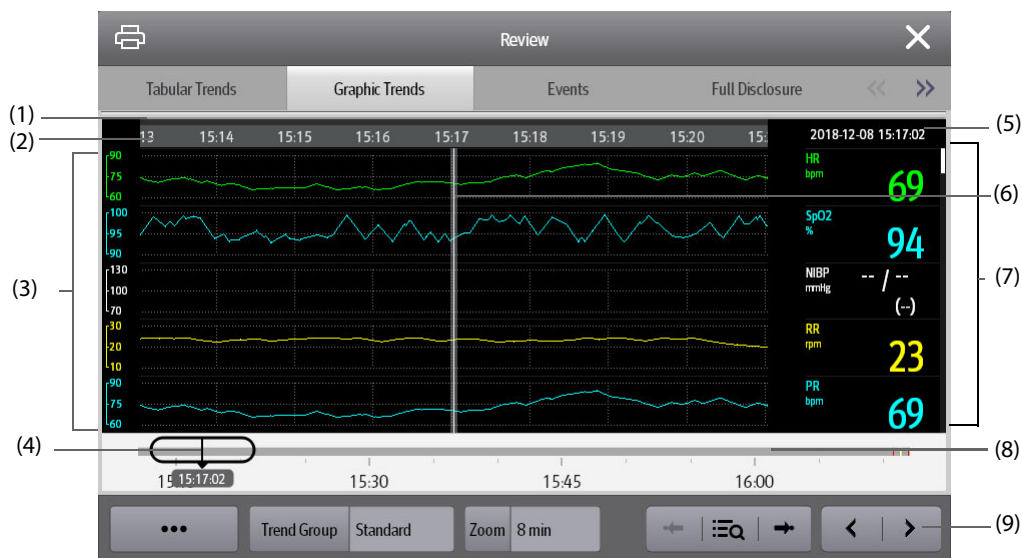 Review
Tabular Trends Graphic Trends Events Full Disclosure
(1)
(2)
:13 15:14 15:15 15:16 15:17 15:18 15:19 15:20 15:
2018-12-08 15:17:02
(5)
90
75
60
HR
bpm
69
(6)
100
95
90
SpO2
%
94
(3)
130
100
70
NIBP
mmHg
-- / --
(--)
(7)
30
20
10
RR
rpm
23
90
75
60
PR
bpm
69
(4)
(8)
15:17:02
15:30 15:45 16:00
Trend Group Standard Zoom 8 min
(9)